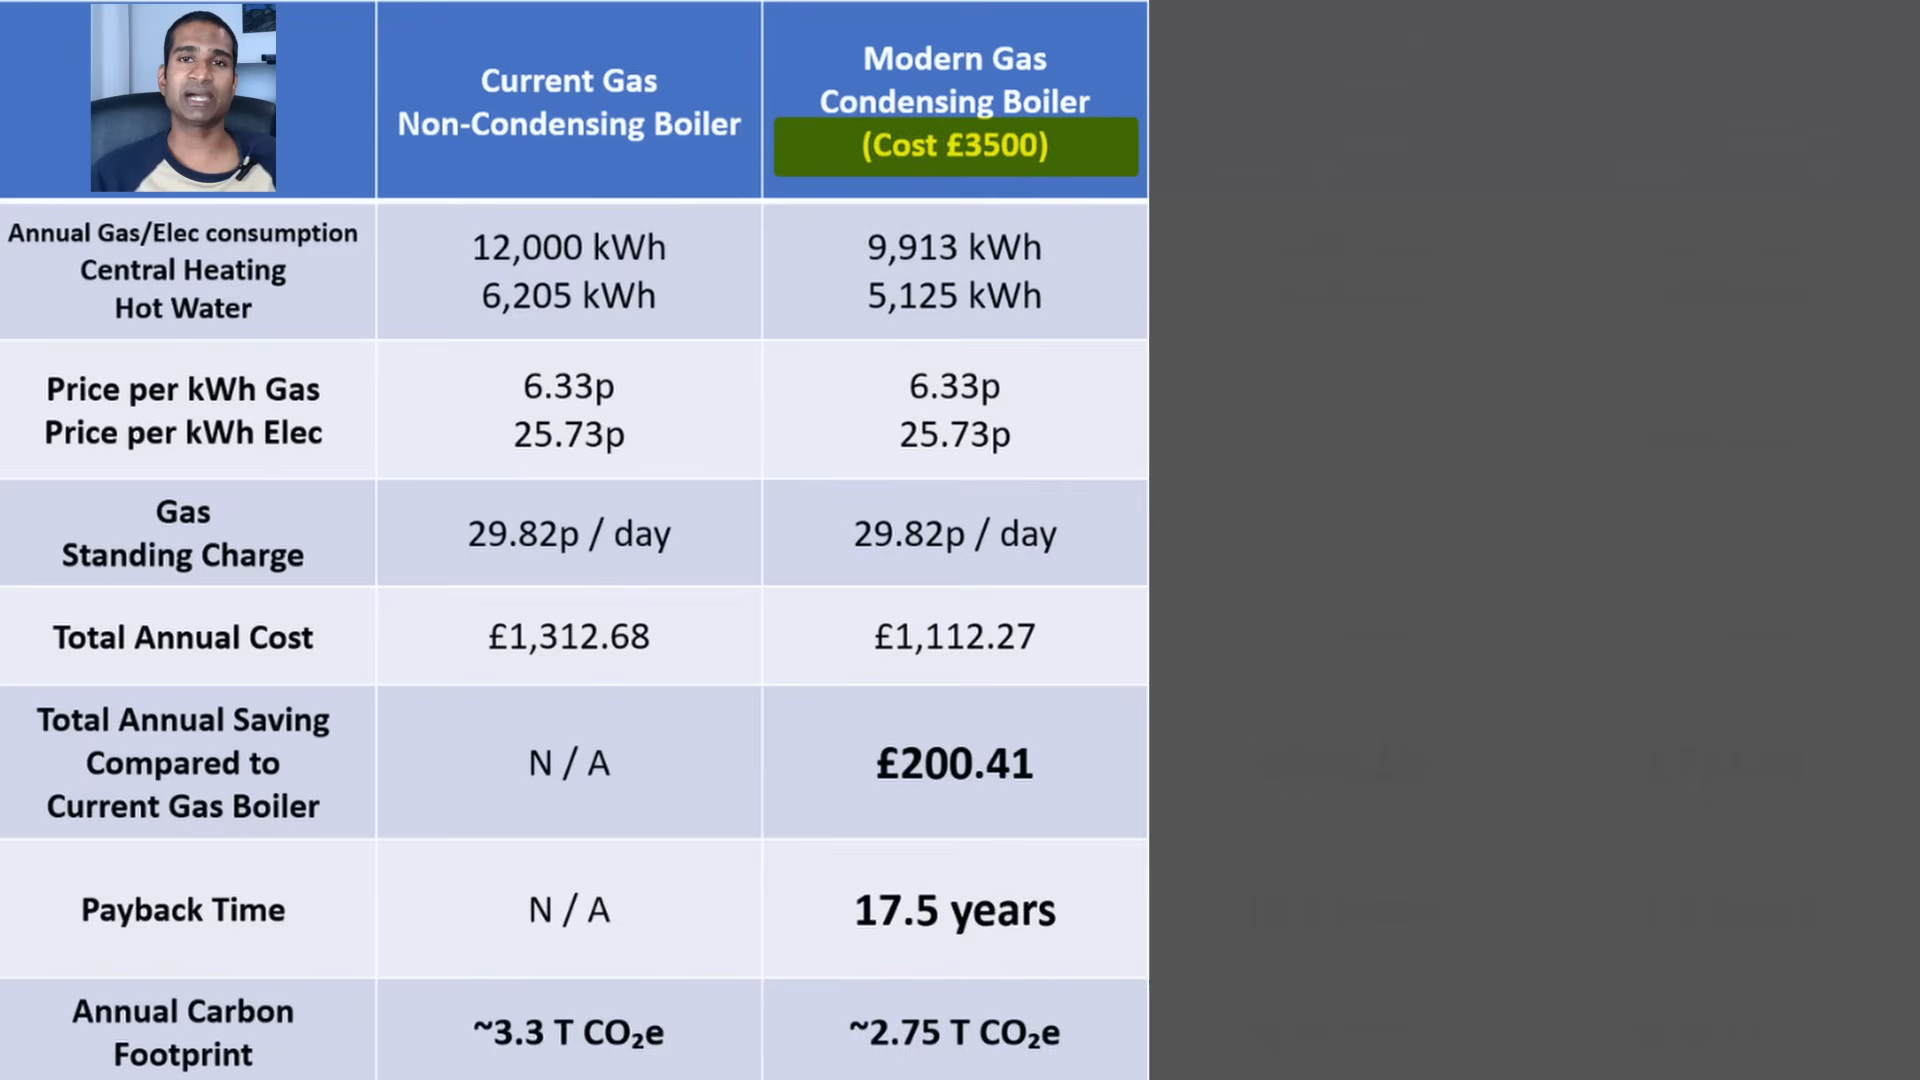 Current Gas
Non-Condensing Boiler
Modern Gas
Condensing Boiler
(Cost £3500)
Annual Gas/Elec consumption
Central Heating
Hot Water
12,000 kWh
6,205 kWh
9,913 kWh
5,125 kWh
Price per kWh Gas
Price per kWh Elec
6.33p
25.73p
6.33p
25.73p
Gas
Standing Charge
29.82p / day
29.82p / day
Total Annual Cost
£1,312.68
£1,112.27
Total Annual Saving
Compared to
Current Gas Boiler
N / A
£200.41
Payback Time
N / A
17.5 years
Annual Carbon
Footprint
~3.3 T CO₂e
~2.75 T CO₂e